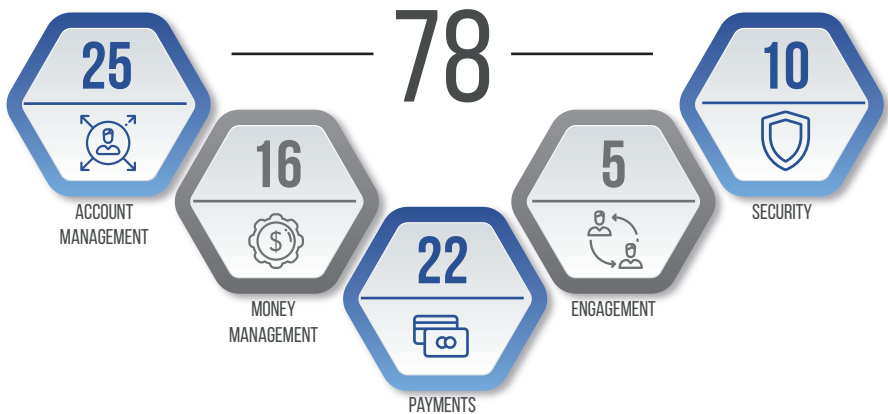 78
25
ACCOUNT
MANAGEMENT
16
$
MONEY
MANAGEMENT
22
PAYMENTS
5
ENGAGEMENT
10
SECURITY